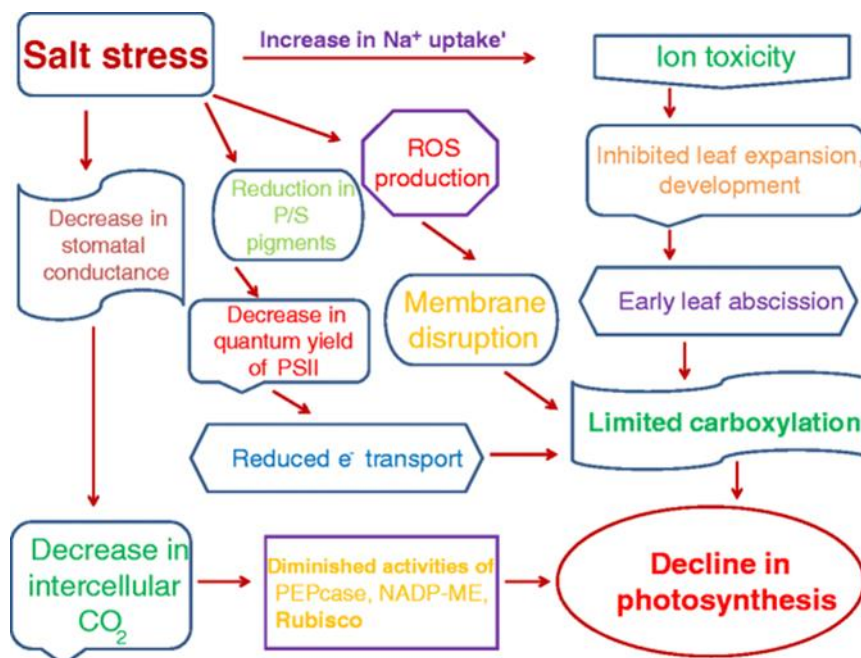 Salt stress
Increase in Na⁺ uptake'
Ion toxicity
ROS
production
Inhibited leaf expansion,
development
Reduction in
P/S
pigments
Decrease in
stomatal
conductance
Membrane
disruption
Early leaf abscission
Decrease in
quantum yield
of PSII
Limited carboxylation
Reduced e⁻ transport
Decrease in
intercellular
CO₂
Diminished activities of
PEPcase, NADP-ME,
Rubisco
Decline in
photosynthesis